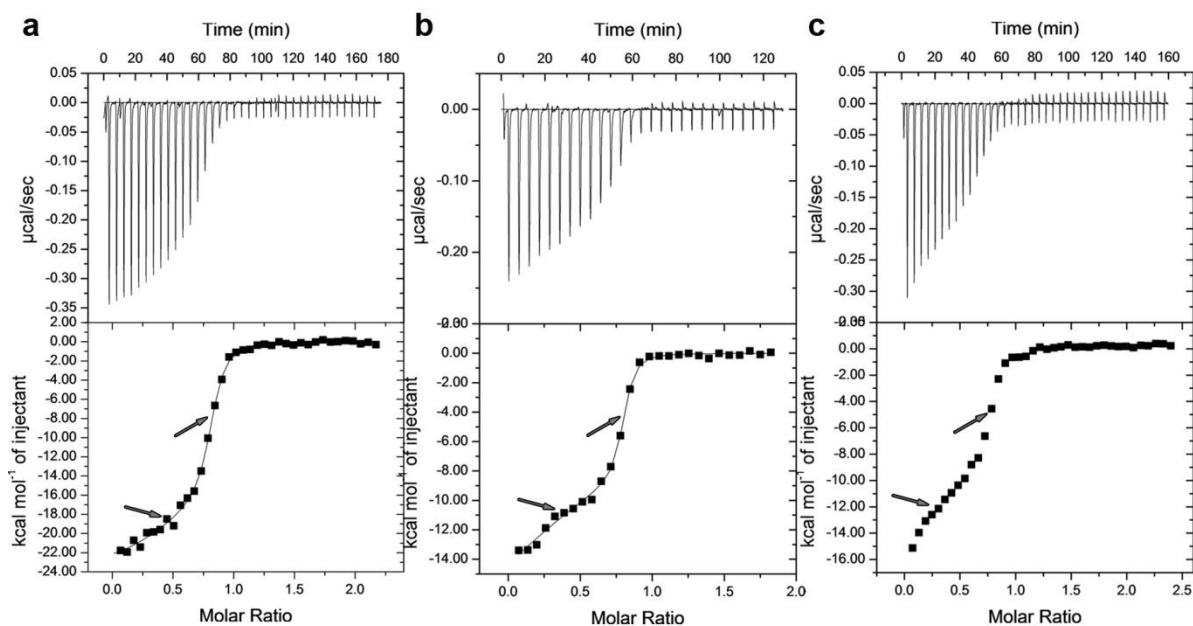 a
Time (min)
0 20 40 60 80 100 120 140 160 180
0.05
0.00
-0.05
-0.10
-0.15
-0.20
-0.25
-0.30
-0.35
µcal/sec
2.00
0.00
-2.00
-4.00
-6.00
-8.00
-10.00
-12.00
-14.00
-16.00
-18.00
-20.00
-22.00
-24.00
kcal mol⁻¹ of injectant
0.0 0.5 1.0 1.5 2.0
Molar Ratio
b
Time (min)
0 20 40 60 80 100 120
0.00
-0.10
-0.20
µcal/sec
0.00
-2.00
-4.00
-6.00
-8.00
-10.00
-12.00
-14.00
kcal mol⁻¹ of injectant
0.0 0.5 1.0 1.5 2.0
Molar Ratio
c
Time (min)
0 20 40 60 80 100 120 140 160
0.05
0.00
-0.05
-0.10
-0.15
-0.20
-0.25
-0.30
µcal/sec
0.00
-2.00
-4.00
-6.00
-8.00
-10.00
-12.00
-14.00
-16.00
kcal mol⁻¹ of injectant
0.0 0.5 1.0 1.5 2.0 2.5
Molar Ratio